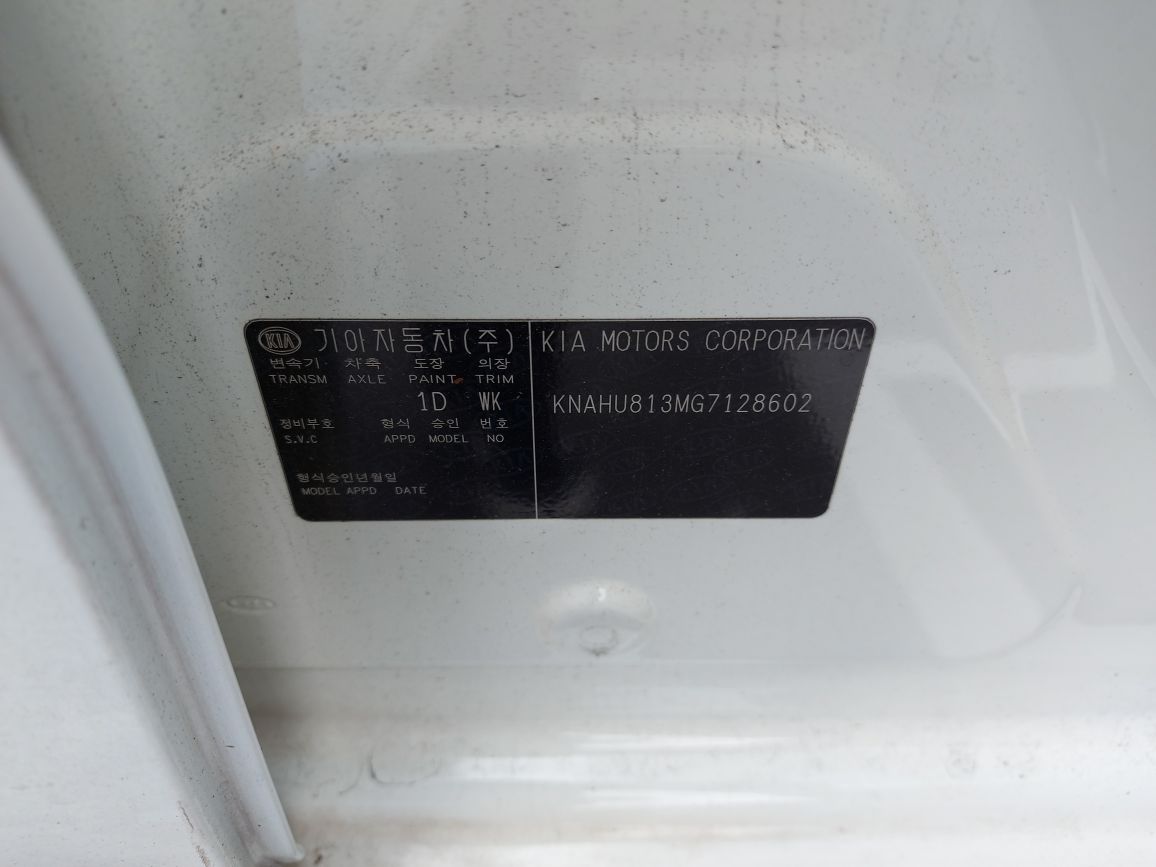 KIA 기아자동차(주)
변속기 차축 도장 의장
TRANSM AXLE PAINT TRIM
1D WK
정비부호 형식 승인 번호
S.V.C APPD MODEL NO
형식승인년월일
MODEL APPD DATE
KIA MOTORS CORPORATION
KNAHU813MG7128602